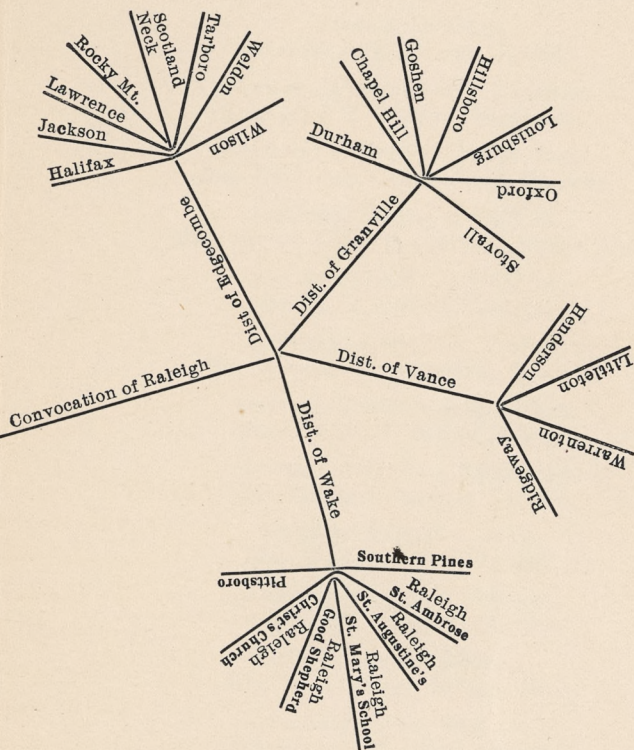 Halifax
Jackson
Lawrence
Rocky Mt.
Scotland
Neck
Tarboro
Weldon
Wilson
Dist of Edgecombe
Durham
Chapel Hill
Goshen
Hillsboro
Louisburg
Oxford
Stovall
Dist. of Granville
Convocation of Raleigh
Dist. of Vance
Henderson
Littleton
Warrenton
Ridgeway
Dist. of Wake
Southern Pines
Raleigh
St. Ambrose
Raleigh
St. Augustine's
Raleigh
St. Mary's School
Raleigh
Good Shepherd
Raleigh
Christ's Church
Pittsboro